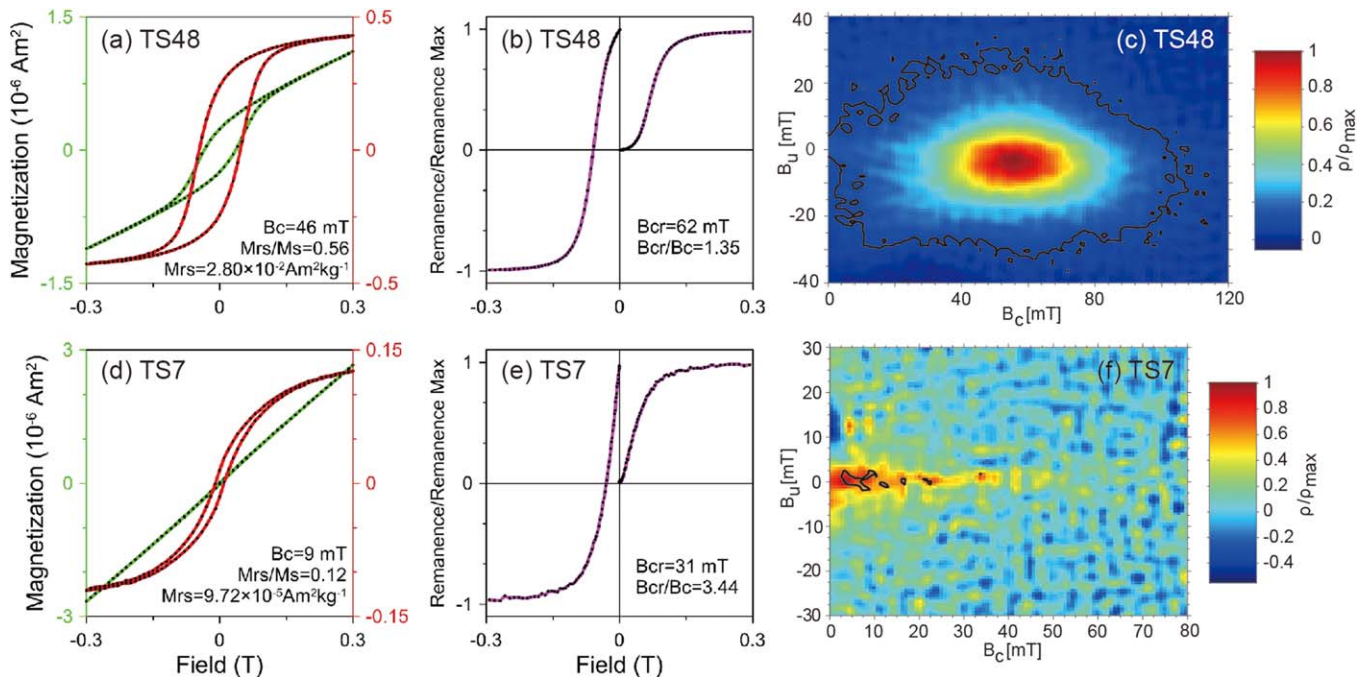 (a) TS48
Magnetization (10⁻⁶ Am²)
1.5
0
-1.5
0.5
0
-0.5
Bc=46 mT
Mrs/Ms=0.56
Mrs=2.80×10⁻²Am²kg⁻¹
-0.3
0
0.3
(b) TS48
Remanence/Remanence Max
1
0
-1
Bcr=62 mT
Bcr/Bc=1.35
-0.3
0
0.3
(c) TS48
Bu [mT]
40
20
0
-20
-40
0
40
60
80
120
Bc[mT]
1
0.8
0.6
0.4
0.2
0
ρ/ρmax
(d) TS7
Magnetization (10⁻⁶ Am²)
3
0
-3
0.15
0
-0.15
Bc=9 mT
Mrs/Ms=0.12
Mrs=9.72×10⁻⁵Am²kg⁻¹
-0.3
0
0.3
Field (T)
(e) TS7
Remanence/Remanence Max
1
0
-1
Bcr=31 mT
Bcr/Bc=3.44
-0.3
0
0.3
Field (T)
(f) TS7
Bu[mT]
30
20
10
0
-10
-20
-30
0
10
20
30
40
50
60
70
80
Bc[mT]
1
0.8
0.6
0.4
0.2
0
-0.2
-0.4
ρ/ρmax